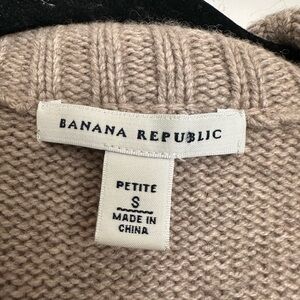 BANANA REPUBLIC
PETITE
S
MADE IN
CHINA